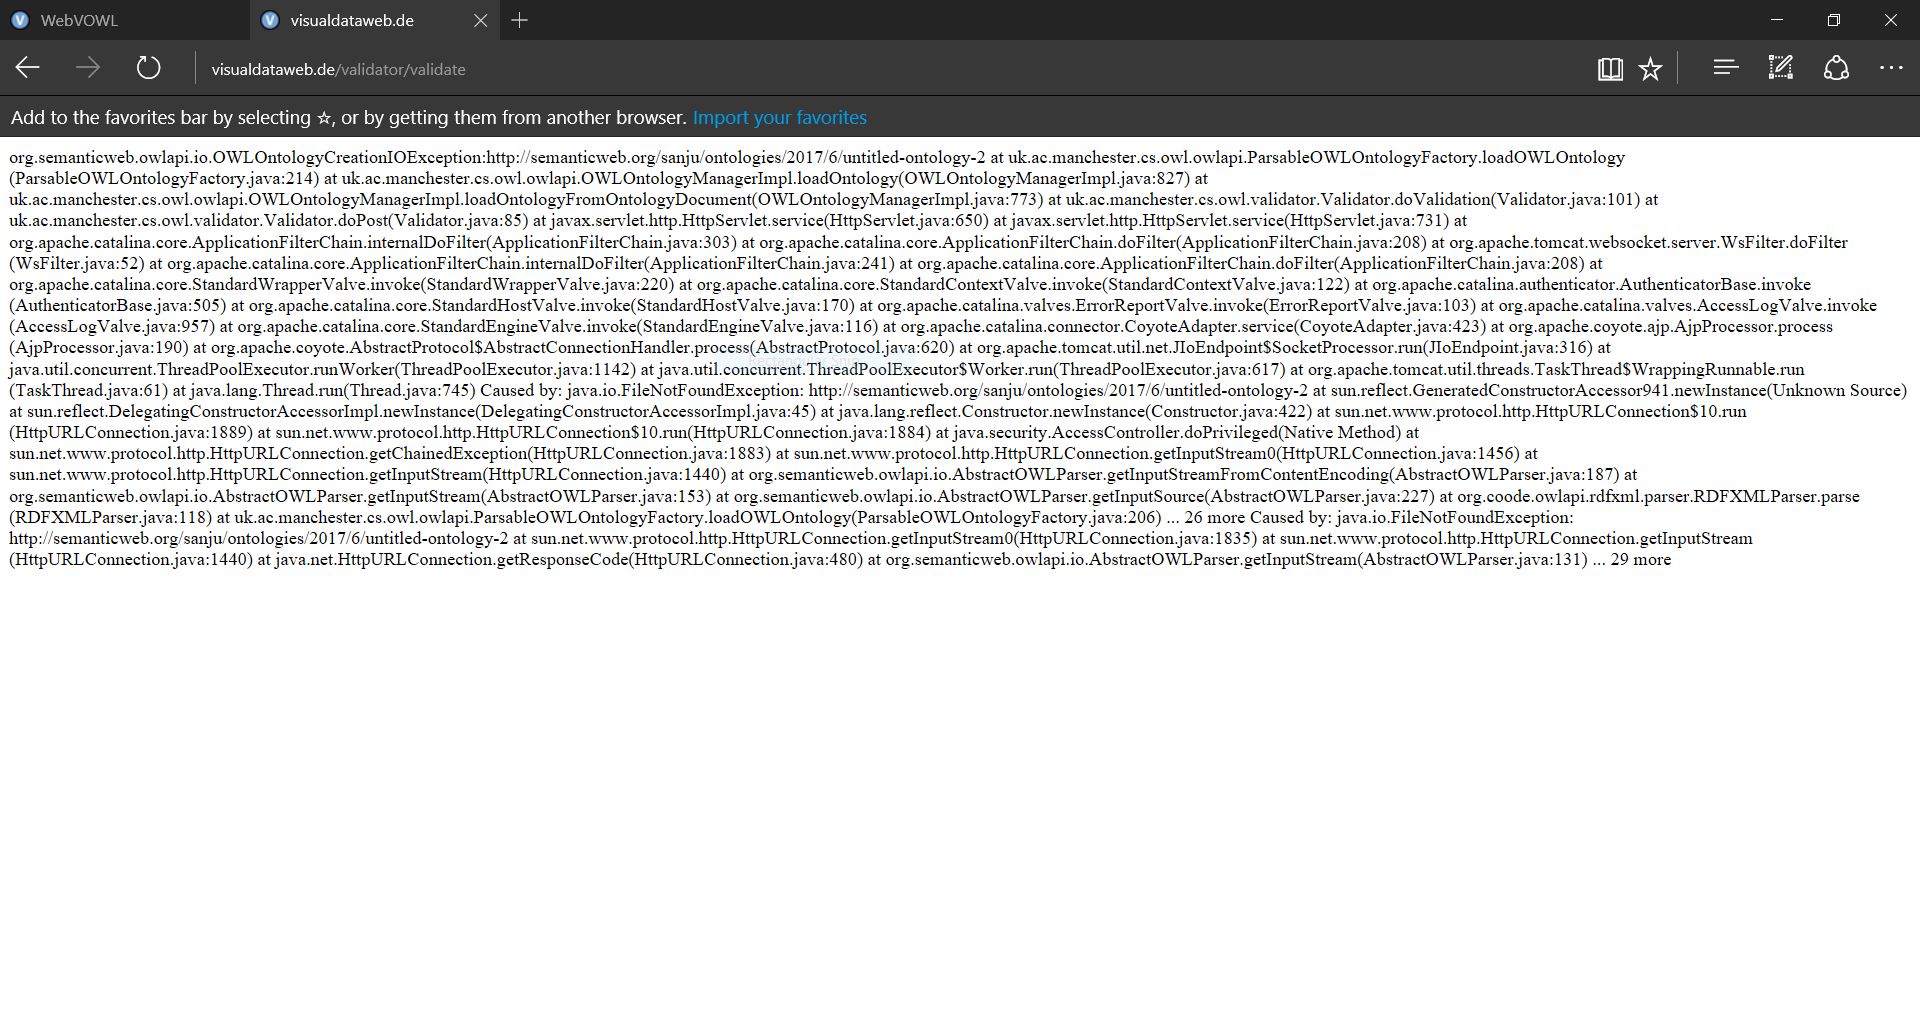 WebVOWL
visualdataweb.de
visualdataweb.de/validator/validate
Add to the favorites bar by selecting ☆, or by getting them from another browser. Import your favorites
org.semanticweb.owlapi.io.OWLOntologyCreationIOException:http://semanticweb.org/sanju/ontologies/2017/6/untitled-ontology-2 at uk.ac.manchester.cs.owl.owlapi.ParsableOWLOntologyFactory.loadOWLOntology
(ParsableOWLOntologyFactory.java:214) at uk.ac.manchester.cs.owl.owlapi.OWLOntologyManagerImpl.loadOntology(OWLOntologyManagerImpl.java:827) at
uk.ac.manchester.cs.owl.owlapi.OWLOntologyManagerImpl.loadOntologyFromOntologyDocument(OWLOntologyManagerImpl.java:773) at uk.ac.manchester.cs.owl.validator.Validator.doValidation(Validator.java:101) at
uk.ac.manchester.cs.owl.validator.Validator.doPost(Validator.java:85) at javax.servlet.http.HttpServlet.service(HttpServlet.java:650) at javax.servlet.http.HttpServlet.service(HttpServlet.java:731) at
org.apache.catalina.core.ApplicationFilterChain.internalDoFilter(ApplicationFilterChain.java:303) at org.apache.catalina.core.ApplicationFilterChain.doFilter(ApplicationFilterChain.java:208) at org.apache.tomcat.websocket.server.WsFilter.doFilter
(WsFilter.java:52) at org.apache.catalina.core.ApplicationFilterChain.internalDoFilter(ApplicationFilterChain.java:241) at org.apache.catalina.core.ApplicationFilterChain.doFilter(ApplicationFilterChain.java:208) at
org.apache.catalina.core.StandardWrapperValve.invoke(StandardWrapperValve.java:220) at org.apache.catalina.core.StandardContextValve.invoke(StandardContextValve.java:122) at org.apache.catalina.authenticator.AuthenticatorBase.invoke
(AuthenticatorBase.java:505) at org.apache.catalina.core.StandardHostValve.invoke(StandardHostValve.java:170) at org.apache.catalina.valves.ErrorReportValve.invoke(ErrorReportValve.java:103) at org.apache.catalina.valves.AccessLogValve.invoke
(AccessLogValve.java:957) at org.apache.catalina.core.StandardEngineValve.invoke(StandardEngineValve.java:116) at org.apache.catalina.connector.CoyoteAdapter.service(CoyoteAdapter.java:423) at org.apache.coyote.ajp.AjpProcessor.process
(AjpProcessor.java:190) at org.apache.coyote.AbstractProtocol$AbstractConnectionHandler.process(AbstractProtocol.java:620) at org.apache.tomcat.util.net.JIoEndpoint$SocketProcessor.run(JIoEndpoint.java:316) at
Rectangular Snip
java.util.concurrent.ThreadPoolExecutor.runWorker(ThreadPoolExecutor.java:1142) at java.util.concurrent.ThreadPoolExecutor$Worker.run(ThreadPoolExecutor.java:617) at org.apache.tomcat.util.threads.TaskThread$WrappingRunnable.run
(TaskThread.java:61) at java.lang.Thread.run(Thread.java:745) Caused by: java.io.FileNotFoundException: http://semanticweb.org/sanju/ontologies/2017/6/untitled-ontology-2 at sun.reflect.GeneratedConstructorAccessor941.newInstance(Unknown Source)
at sun.reflect.DelegatingConstructorAccessorImpl.newInstance(DelegatingConstructorAccessorImpl.java:45) at java.lang.reflect.Constructor.newInstance(Constructor.java:422) at sun.net.www.protocol.http.HttpURLConnection$10.run
(HttpURLConnection.java:1889) at sun.net.www.protocol.http.HttpURLConnection$10.run(HttpURLConnection.java:1884) at java.security.AccessController.doPrivileged(Native Method) at
sun.net.www.protocol.http.HttpURLConnection.getChainedException(HttpURLConnection.java:1883) at sun.net.www.protocol.http.HttpURLConnection.getInputStream0(HttpURLConnection.java:1456) at
sun.net.www.protocol.http.HttpURLConnection.getInputStream(HttpURLConnection.java:1440) at org.semanticweb.owlapi.io.AbstractOWLParser.getInputStreamFromContentEncoding(AbstractOWLParser.java:187) at
org.semanticweb.owlapi.io.AbstractOWLParser.getInputStream(AbstractOWLParser.java:153) at org.semanticweb.owlapi.io.AbstractOWLParser.getInputSource(AbstractOWLParser.java:227) at org.coode.owlapi.rdfxml.parser.RDFXMLParser.parse
(RDFXMLParser.java:118) at uk.ac.manchester.cs.owl.owlapi.ParsableOWLOntologyFactory.loadOWLOntology(ParsableOWLOntologyFactory.java:206) ... 26 more Caused by: java.io.FileNotFoundException:
http://semanticweb.org/sanju/ontologies/2017/6/untitled-ontology-2 at sun.net.www.protocol.http.HttpURLConnection.getInputStream0(HttpURLConnection.java:1835) at sun.net.www.protocol.http.HttpURLConnection.getInputStream
(HttpURLConnection.java:1440) at java.net.HttpURLConnection.getResponseCode(HttpURLConnection.java:480) at org.semanticweb.owlapi.io.AbstractOWLParser.getInputStream(AbstractOWLParser.java:131) ... 29 more